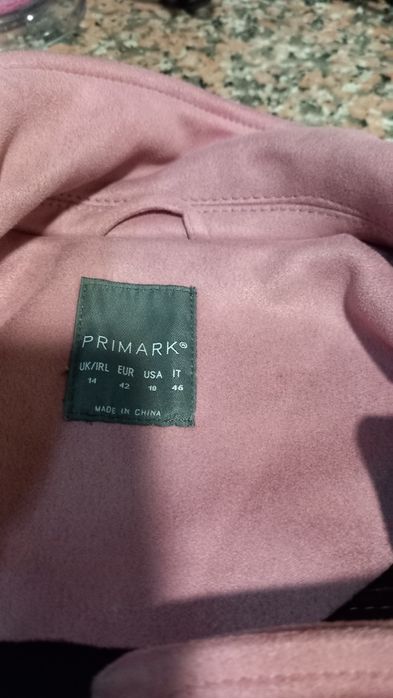 PRIMARK®
UK/IRL EUR USA IT
14 42 10 46
MADE IN CHINA